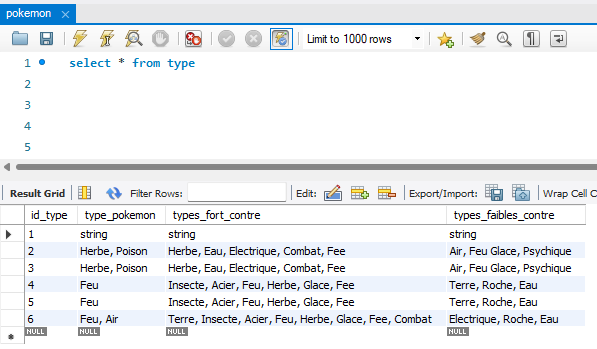 pokemon ×
Limit to 1000 rows
1 select * from type
2
3
4
5
Result Grid Filter Rows: Edit: Export/Import: Wrap Cell C
id_type type_pokemon types_fort_contre types_faibles_contre
1 string string string
2 Herbe, Poison Herbe, Eau, Electrique, Combat, Fee Air, Feu Glace, Psychique
3 Herbe, Poison Herbe, Eau, Electrique, Combat, Fee Air, Feu Glace, Psychique
4 Feu Insecte, Acier, Feu, Herbe, Glace, Fee Terre, Roche, Eau
5 Feu Insecte, Acier, Feu, Herbe, Glace, Fee Terre, Roche, Eau
6 Feu, Air Terre, Insecte, Acier, Feu, Herbe, Glace, Fee, Combat Electrique, Roche, Eau
NULL NULL NULL NULL